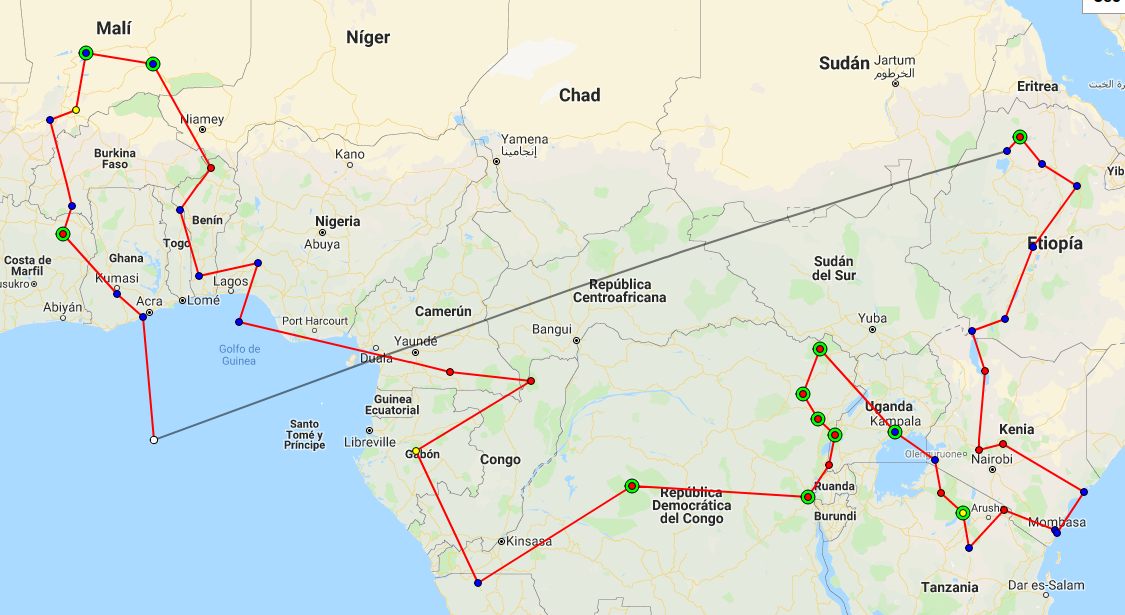 Malí
Níger
Sudán
Jartum
الخرطوم
Chad
Eritrea
Niamey
Yamena
إنجامينا
Burkina
Faso
Kano
Yib
Benín
Nigeria
Abuya
Togo
Etiopía
Ghana
Costa de
Marfil
usukro
Kumasi
Lagos
Acra
Lomé
Abiyán
Sudán
del Sur
República
Centroafricana
Camerún
Port Harcourt
Bangui
Yuba
Golfo de
Guinea
Yaundé
Duala
Guinea
Ecuatorial
Uganda
Kampala
Santo
Tomé y
Príncipe
Libreville
Gabón
Congo
Kenia
Olenguruone
Nairobi
Ruanda
República
Democrática
del Congo
Burundi
Arusha
Mombasa
Kinsasa
Tanzania
Dar es-Salam